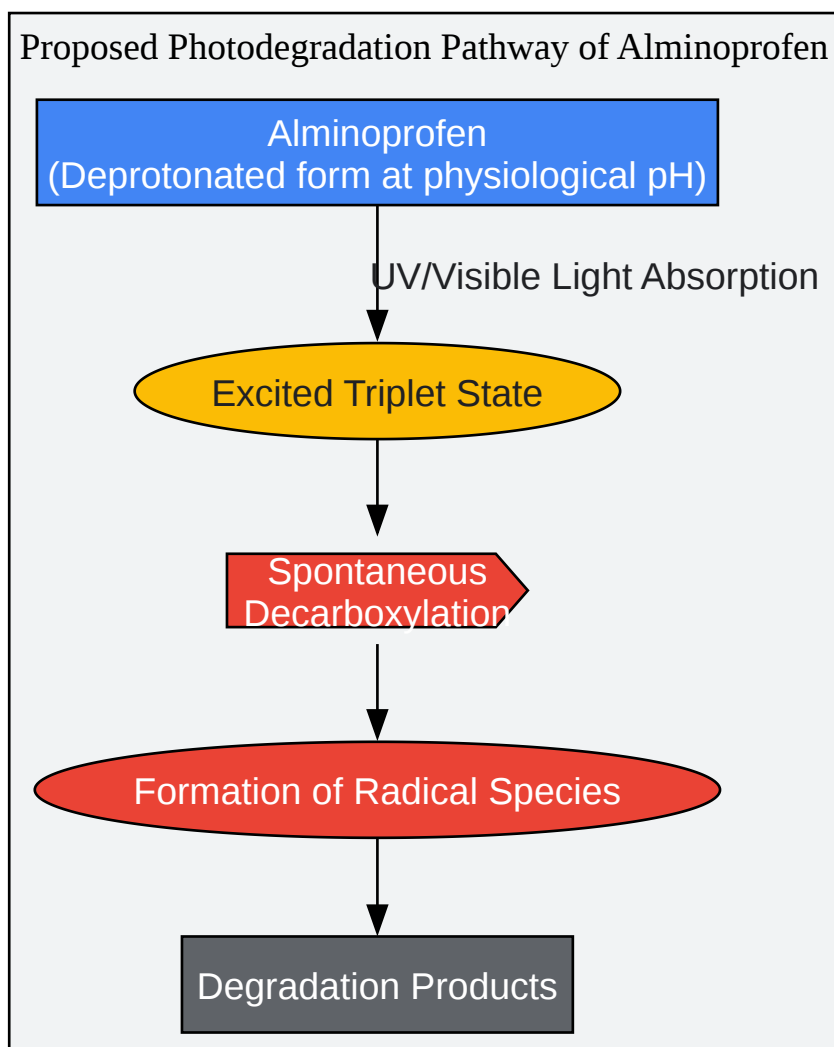 Proposed Photodegradation Pathway of Alminoprofen
Alminoprofen
(Deprotonated form at physiological pH)
UV/Visible Light Absorption
Excited Triplet State
Spontaneous
Decarboxylation
Formation of Radical Species
Degradation Products